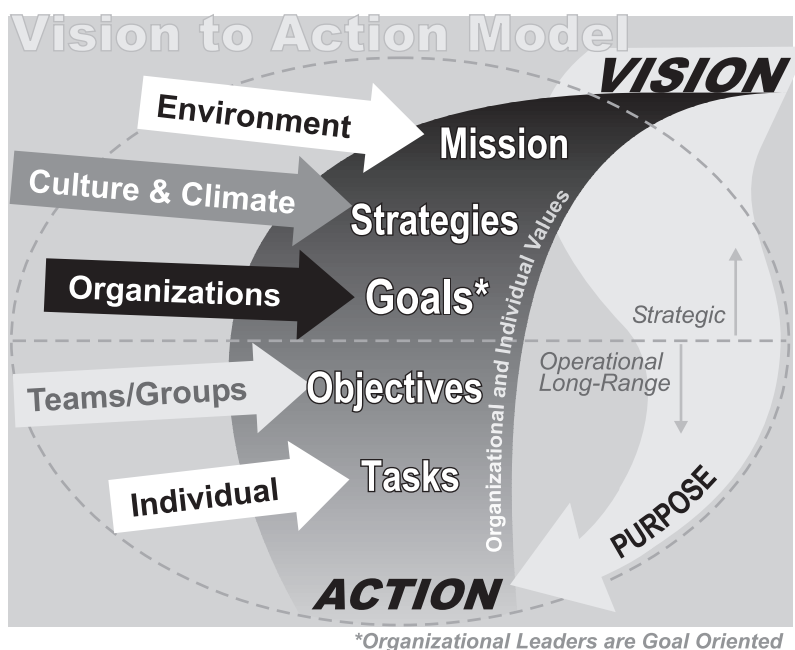 Vision to Action Model
VISION
Environment
Mission
Culture & Climate
Strategies
Organizations
Goals*
Organizational and Individual Values
Strategic
Operational
Long-Range
Teams/Groups
Objectives
Individual
Tasks
PURPOSE
ACTION
*Organizational Leaders are Goal Oriented